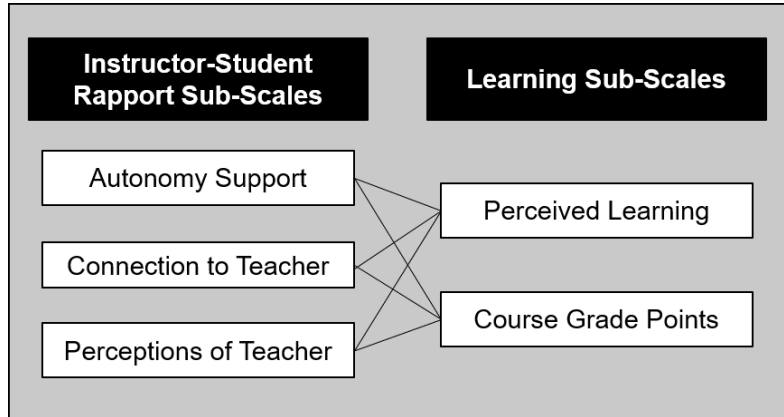 Instructor-Student
Rapport Sub-Scales
Learning Sub-Scales
Autonomy Support
Connection to Teacher
Perceptions of Teacher
Perceived Learning
Course Grade Points